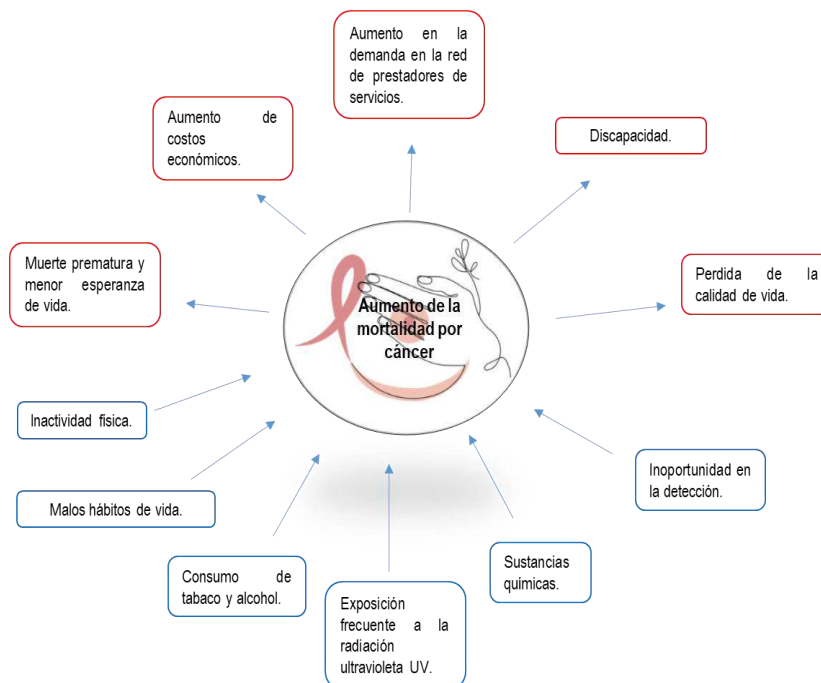 Aumento en la
demanda en la red
de prestadores de
servicios.
Aumento de
costos
económicos.
Discapacidad.
Muerte prematura y
menor esperanza
de vida.
Perdida de la
calidad de vida.
Aumento de la
mortalidad por
cáncer
Inactividad física.
Inoportunidad en
la detección.
Malos hábitos de vida.
Consumo de
tabaco y alcohol.
Sustancias
químicas.
Exposición
frecuente a la
radiación
ultravioleta UV.